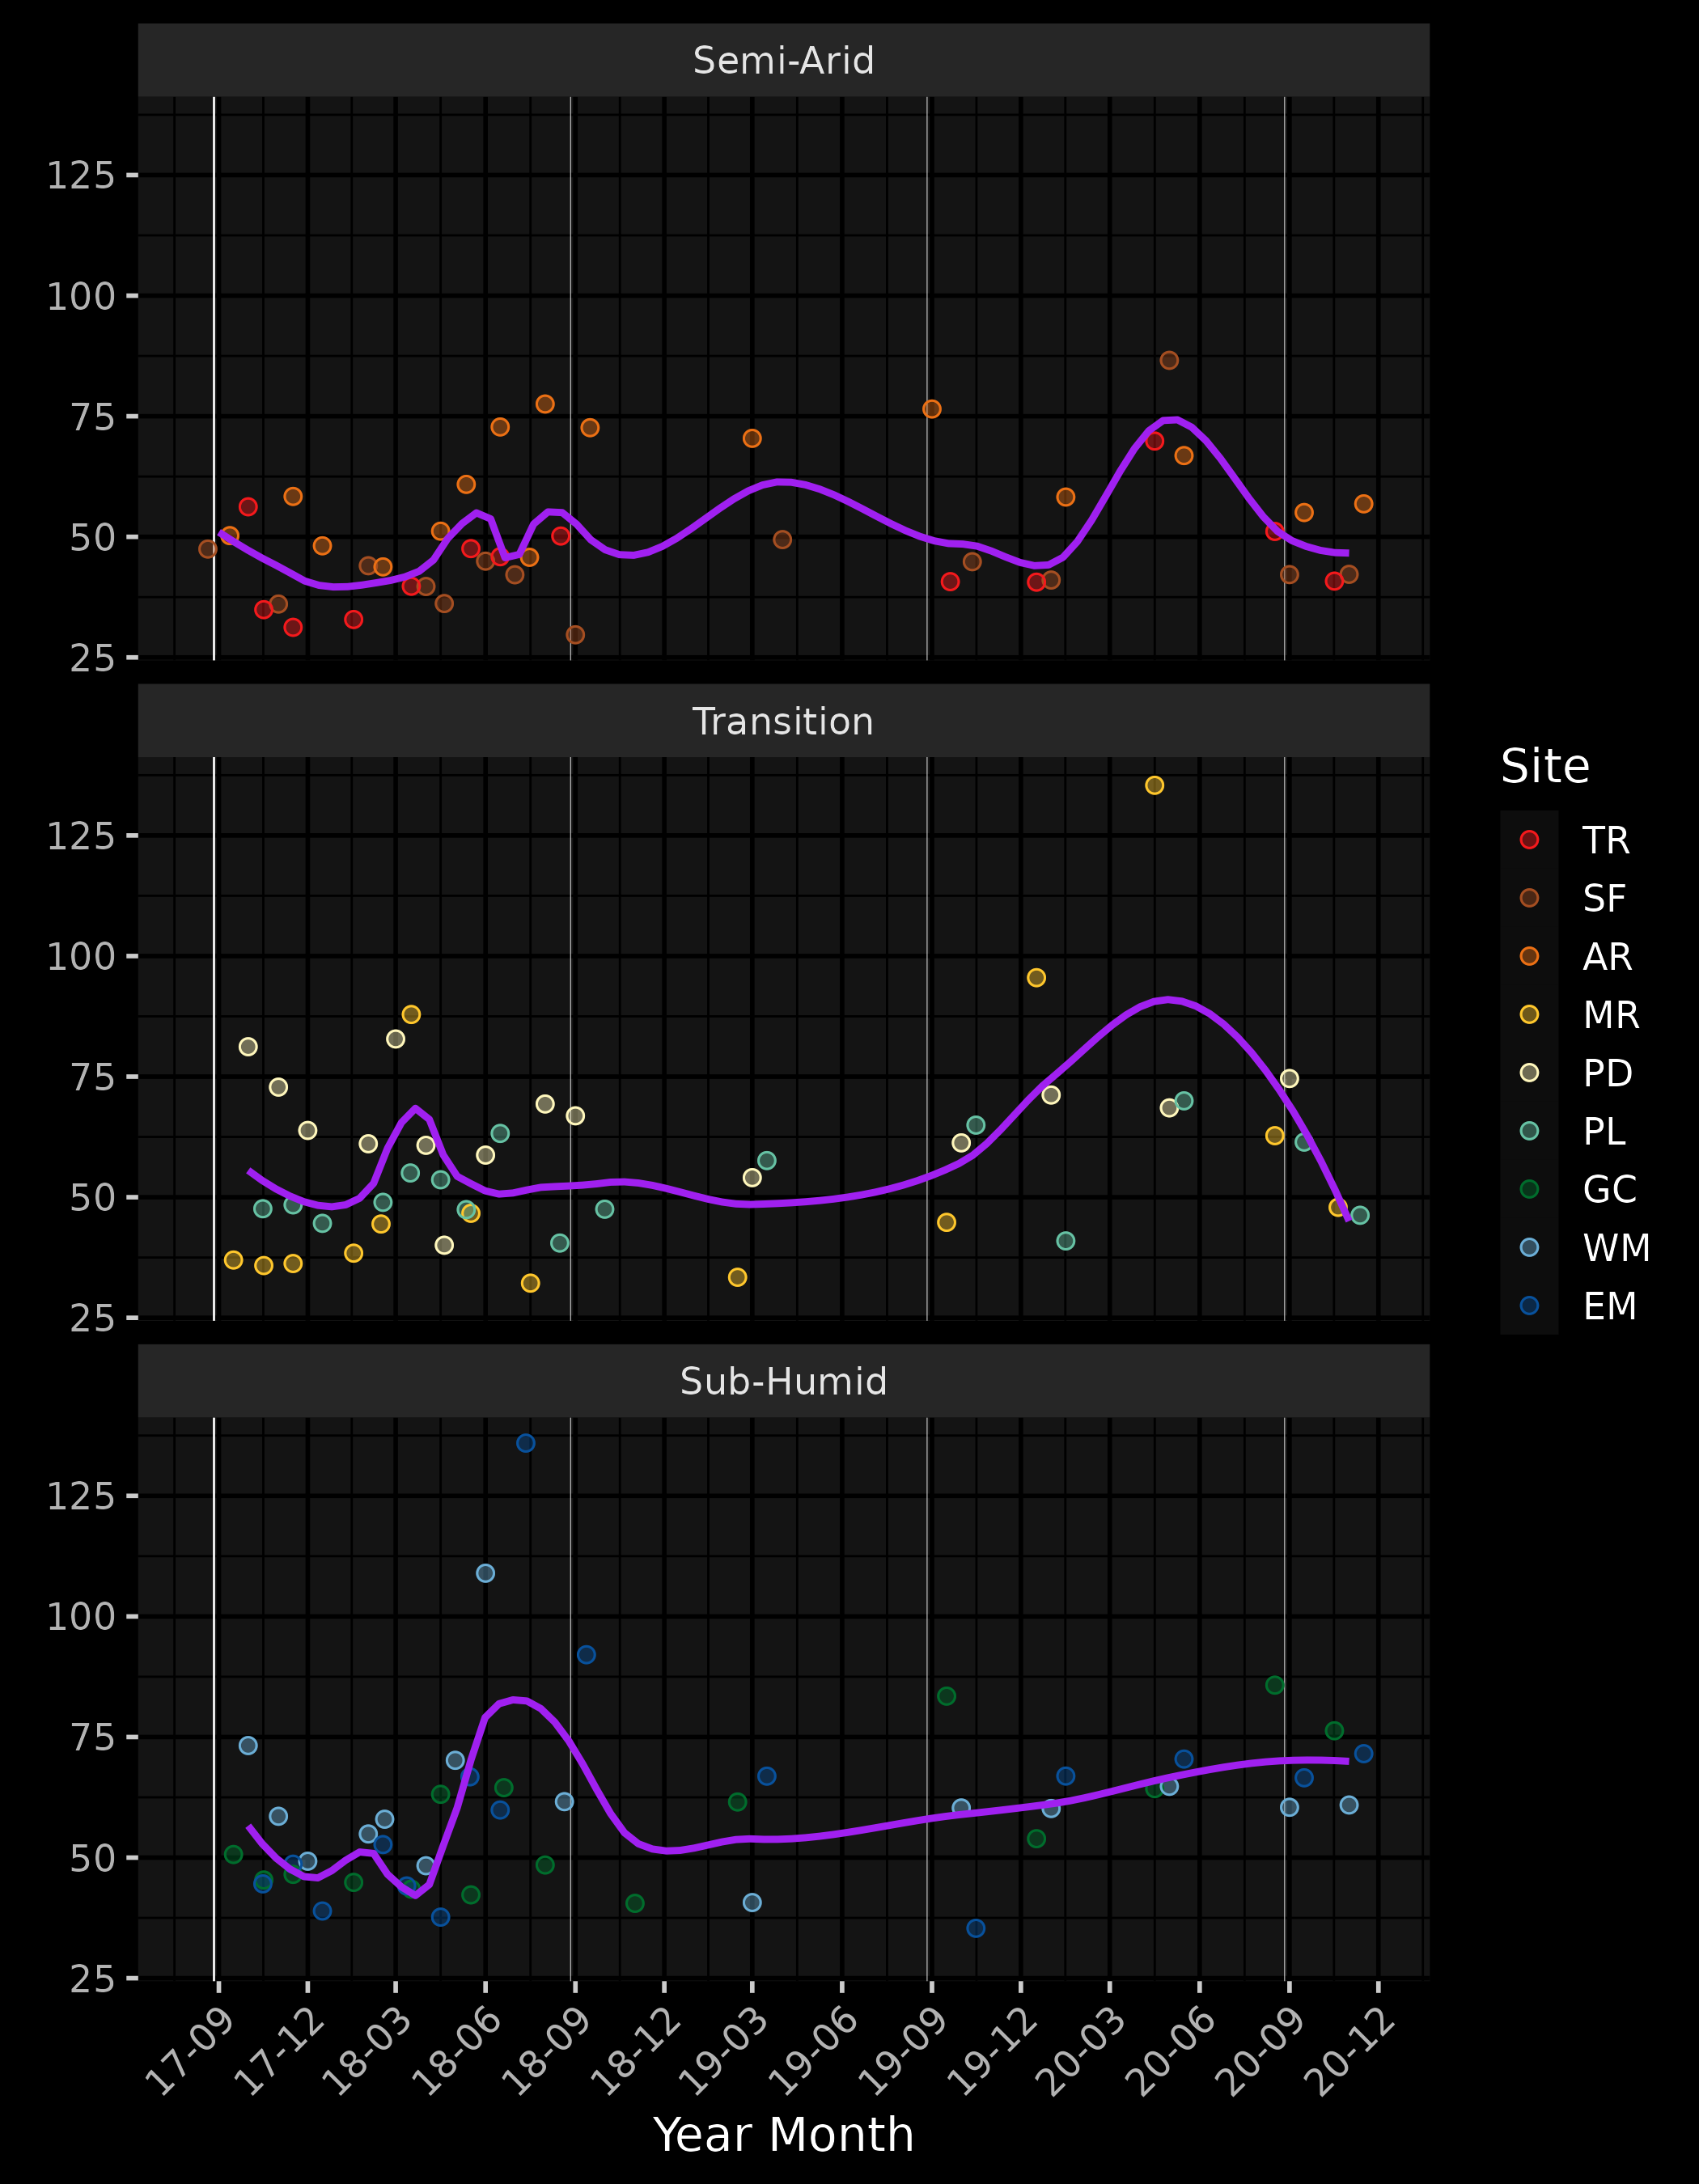 Semi-Arid
125
100
75
50
25
Transition
125
100
75
50
25
Site
TR
SF
AR
MR
PD
PL
GC
WM
EM
Sub-Humid
125
100
75
50
25
17-09
17-12
18-03
18-06
18-09
18-12
19-03
19-06
19-09
19-12
20-03
20-06
20-09
20-12
Year Month